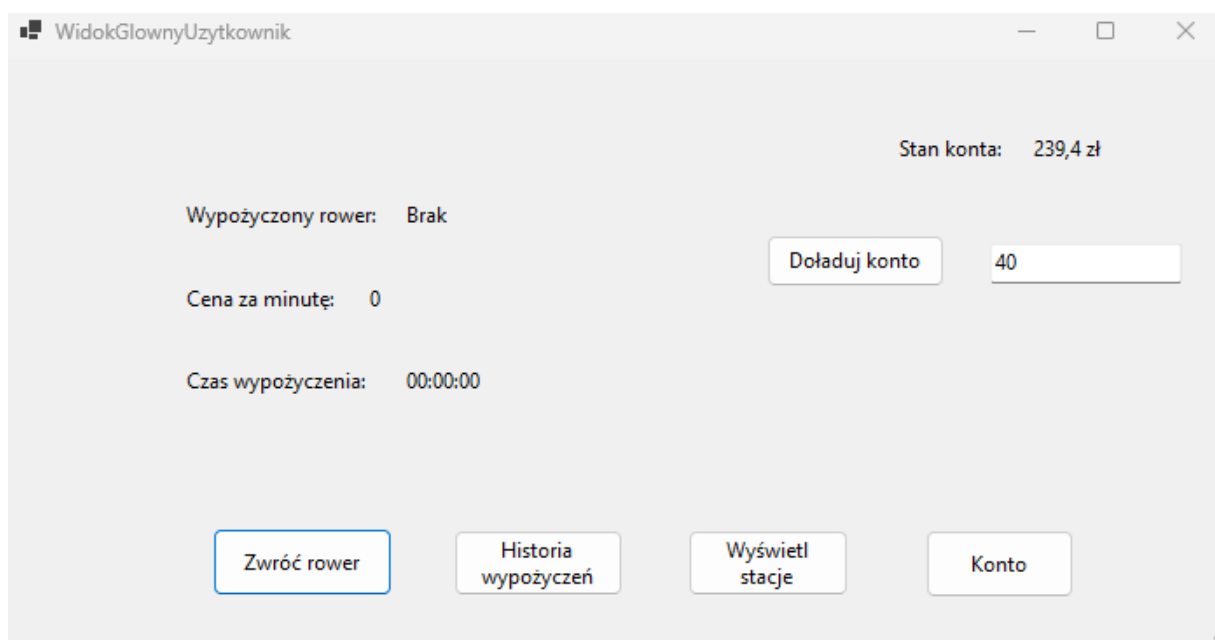 WidokGlownyUzytkownik
Stan konta: 239,4 zł
Wypożyczony rower: Brak
Doładuj konto 40
Cena za minutę: 0
Czas wypożyczenia: 00:00:00
Zwróć rower
Historia
wypożyczeń
Wyświetl
stacje
Konto